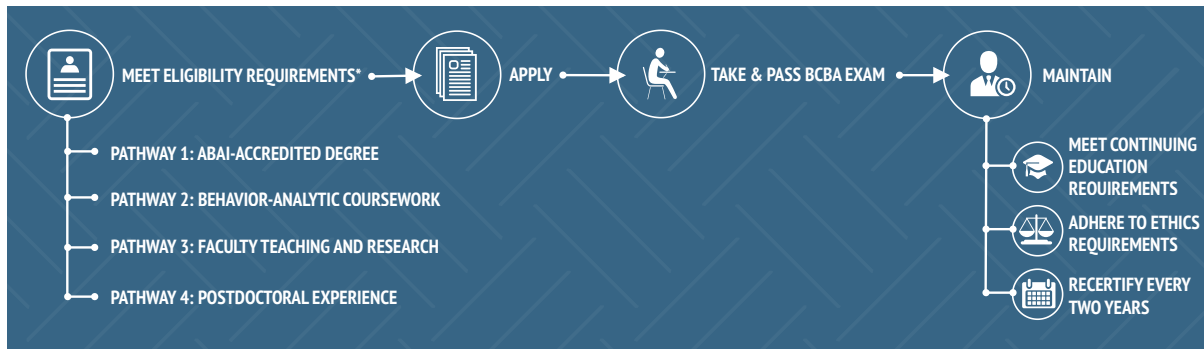 MEET ELIGIBILITY REQUIREMENTS*
APPLY
TAKE & PASS BCBA EXAM
MAINTAIN
PATHWAY 1: ABAI-ACCREDITED DEGREE
PATHWAY 2: BEHAVIOR-ANALYTIC COURSEWORK
PATHWAY 3: FACULTY TEACHING AND RESEARCH
PATHWAY 4: POSTDOCTORAL EXPERIENCE
MEET CONTINUING
EDUCATION
REQUIREMENTS
ADHERE TO ETHICS
REQUIREMENTS
RECERTIFY EVERY
TWO YEARS